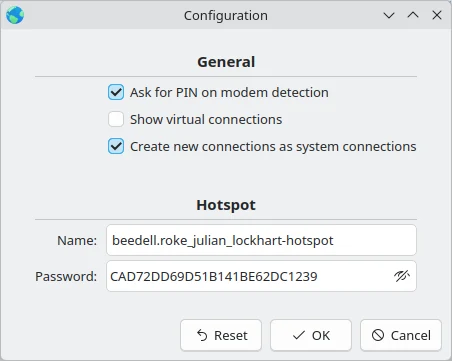 Configuration
General
Ask for PIN on modem detection
Show virtual connections
Create new connections as system connections
Hotspot
Name: beedell.roke_julian_lockhart-hotspot
Password: CAD72DD69D51B141BE62DC1239
Reset OK Cancel